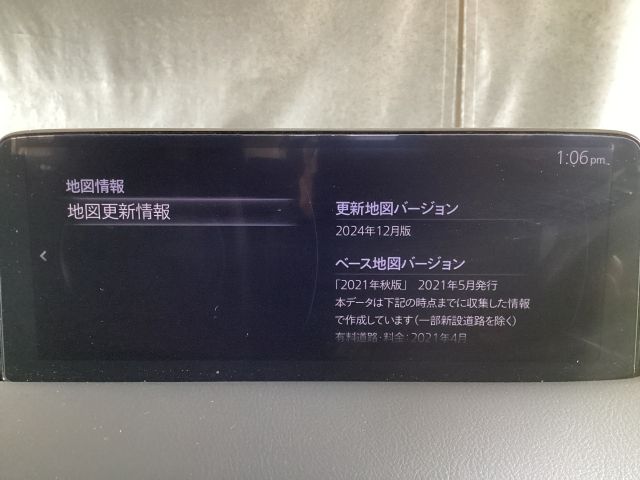 1:06 pm
地図情報
地図更新情報
更新地図バージョン
2024年12月版
ベース地図バージョン
「2021年秋版」 2021年5月発行
本データは下記の時点までに収集した情報
で作成しています(一部新設道路を除く)
有料道路・料金:2021年4月